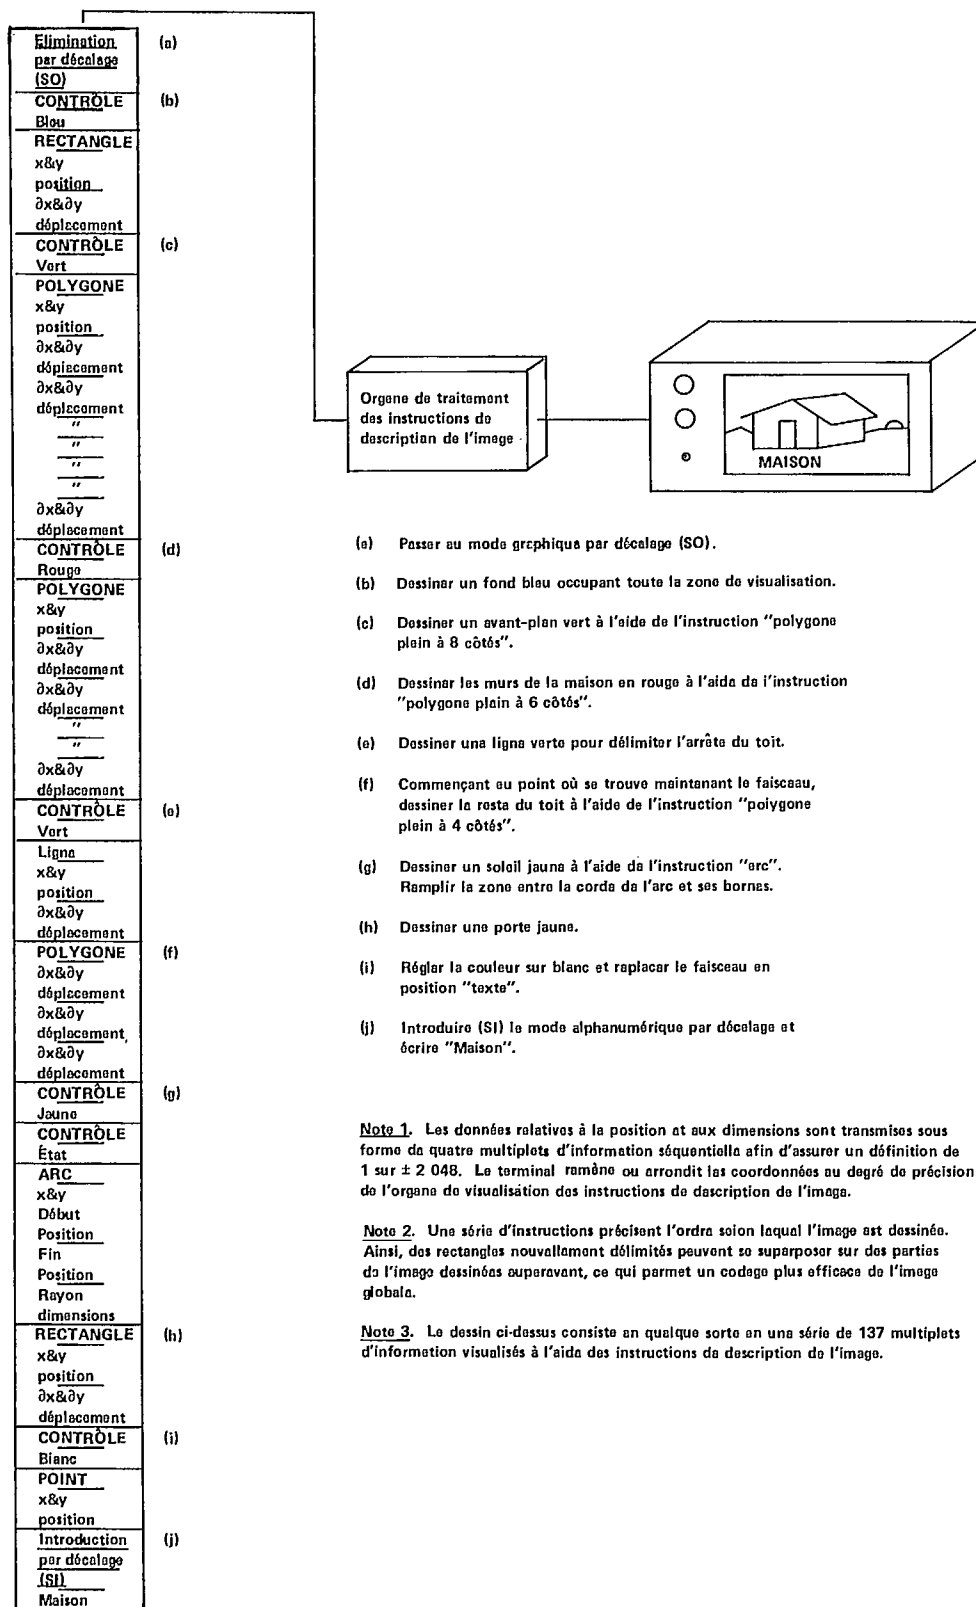 Elimination (a)
par décalage
(SO)
CONTRÔLE (b)
Bleu
RECTANGLE
x&y
position
∂x&∂y
déplacement
CONTRÔLE (c)
Vert
POLYGONE
x&y
position
∂x&∂y
déplacement
∂x&∂y
déplacement
"
"
"
"
∂x&∂y
déplacement
CONTRÔLE (d)
Rouge
POLYGONE
x&y
position
∂x&∂y
déplacement
∂x&∂y
déplacement
"
"
∂x&∂y
déplacement
CONTRÔLE (e)
Vert
Ligne
x&y
position
∂x&∂y
déplacement
POLYGONE (f)
∂x&∂y
déplacement
∂x&∂y
déplacement
∂x&∂y
déplacement
CONTRÔLE (g)
Jaune
CONTRÔLE
État
ARC
x&y
Début
Position
Fin
Position
Rayon
dimensions
RECTANGLE (h)
x&y
position
∂x&∂y
déplacement
CONTRÔLE (i)
Blanc
POINT
x&y
position
Introduction (j)
par décalage
(SI)
Maison
Organe de traitement
des instructions de
description de l'image
MAISON
(a) Passer au mode graphique par décalage (SO).
(b) Dessiner un fond bleu occupant toute la zone de visualisation.
(c) Dessiner un avant-plan vert à l'aide de l'instruction "polygone
plein à 8 côtés".
(d) Dessiner les murs de la maison en rouge à l'aide de l'instruction
"polygone plein à 6 côtés".
(e) Dessiner une ligne verte pour délimiter l'arrête du toit.
(f) Commençant au point où se trouve maintenant le faisceau,
dessiner le reste du toit à l'aide de l'instruction "polygone
plein à 4 côtés".
(g) Dessiner un soleil jaune à l'aide de l'instruction "arc".
Remplir la zone entre la corde de l'arc et ses bornes.
(h) Dessiner une porte jaune.
(i) Régler la couleur sur blanc et replacer le faisceau en
position "texte".
(j) Introduire (SI) le mode alphanumérique par décalage et
écrire "Maison".
Note 1. Les données relatives à la position et aux dimensions sont transmises sous
forme de quatre multiplets d'information séquentielle afin d'assurer un définition de
1 sur ± 2 048. Le terminal ramène ou arrondit les coordonnées au degré de précision
de l'organe de visualisation des instructions de description de l'image.
Note 2. Une série d'instructions précisent l'ordre selon lequel l'image est dessinée.
Ainsi, des rectangles nouvellement délimités peuvent se superposer sur des parties
de l'image dessinées auparavant, ce qui permet un codage plus efficace de l'image
globale.
Note 3. Le dessin ci-dessus consiste en quelque sorte en une série de 137 multiplets
d'information visualisés à l'aide des instructions de description de l'image.